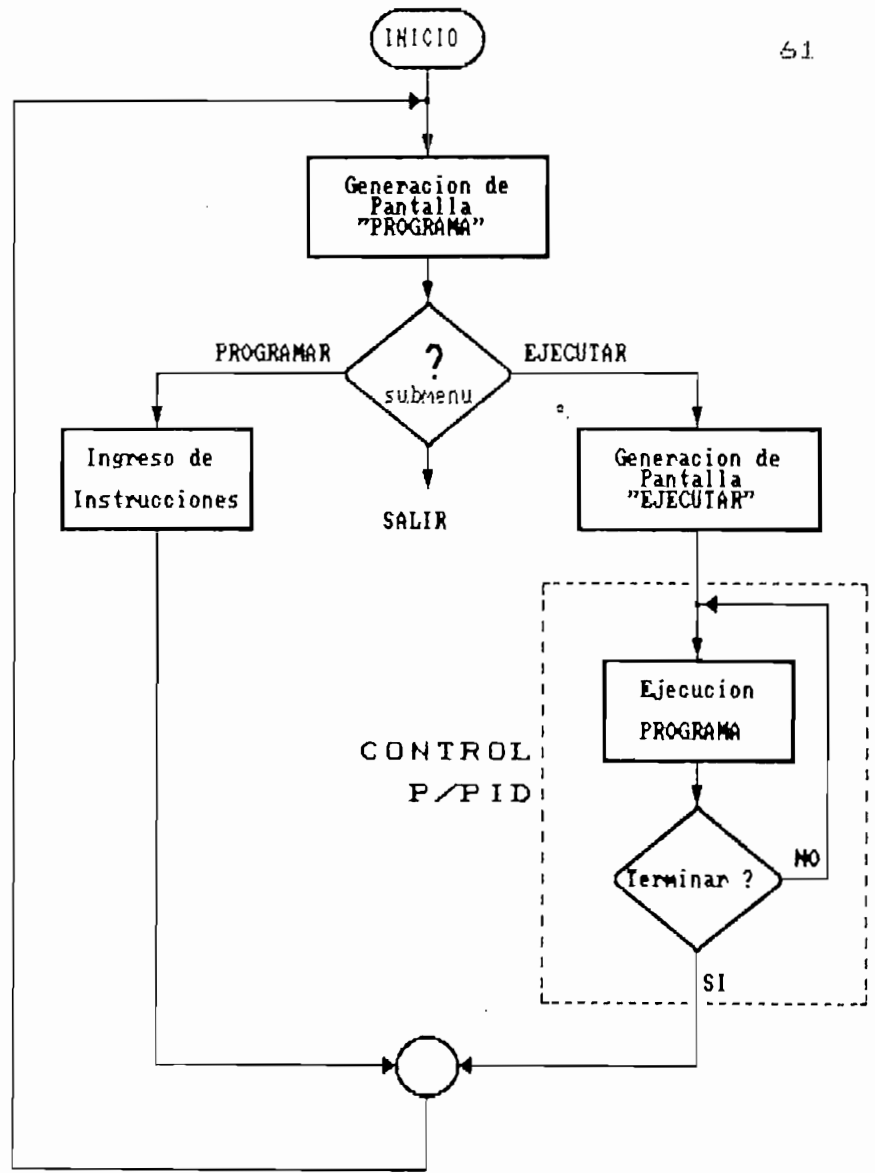 INICIO
61
Generacion de
Pantalla
"PROGRAMA"
PROGRAMAR
?
submenu
EJECUTAR
Ingreso de
Instrucciones
SALIR
Generacion de
Pantalla
"EJECUTAR"
Ejecucion
PROGRAMA
CONTROL
P/PID
Terminar ?
NO
SI